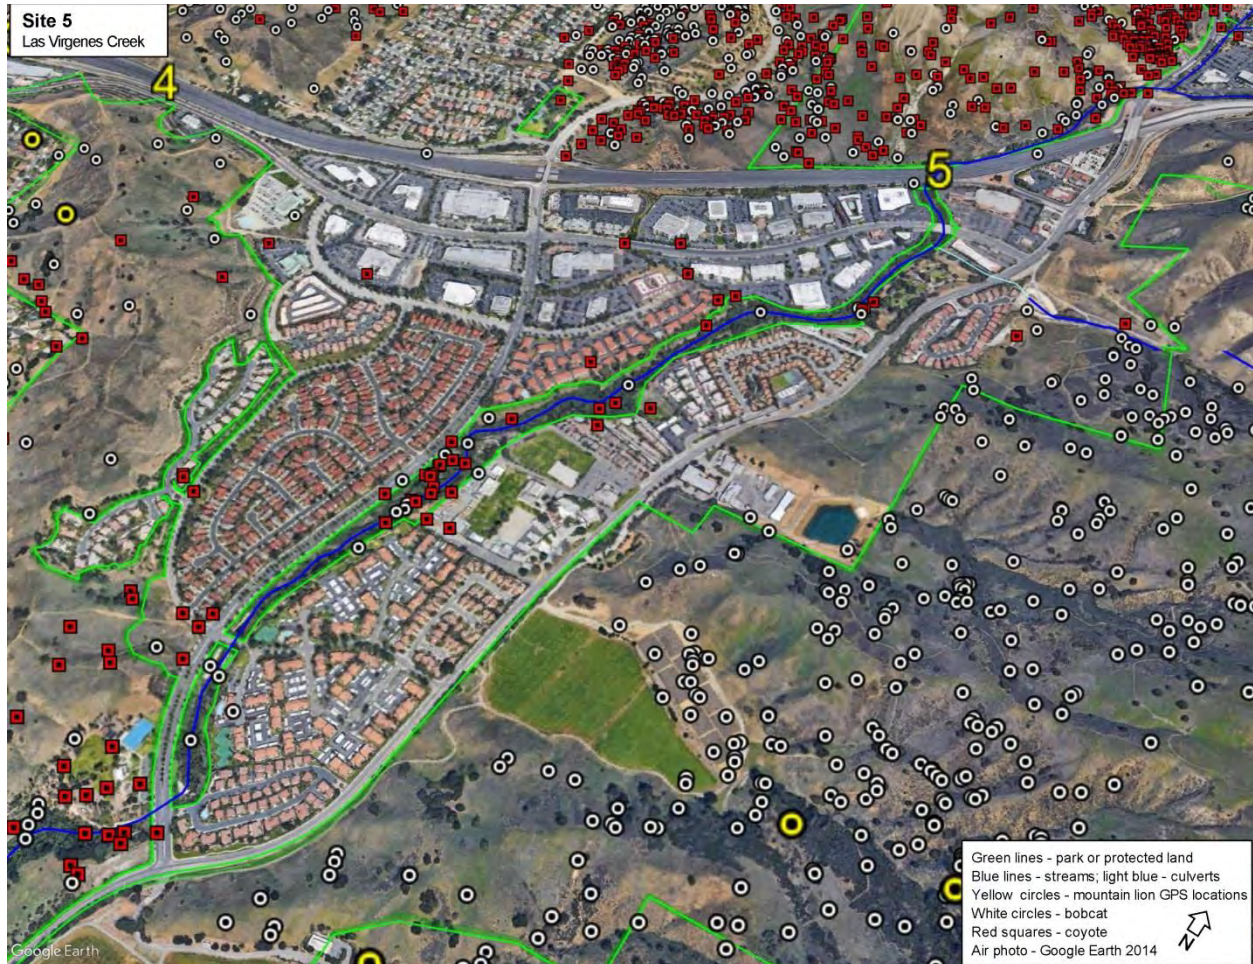 Site 5
Las Virgenes Creek
4
5
Green lines - park or protected land
Blue lines - streams; light blue - culverts
Yellow circles - mountain lion GPS locations
White circles - bobcat
Red squares - coyote
Air photo - Google Earth 2014
N
Google Earth